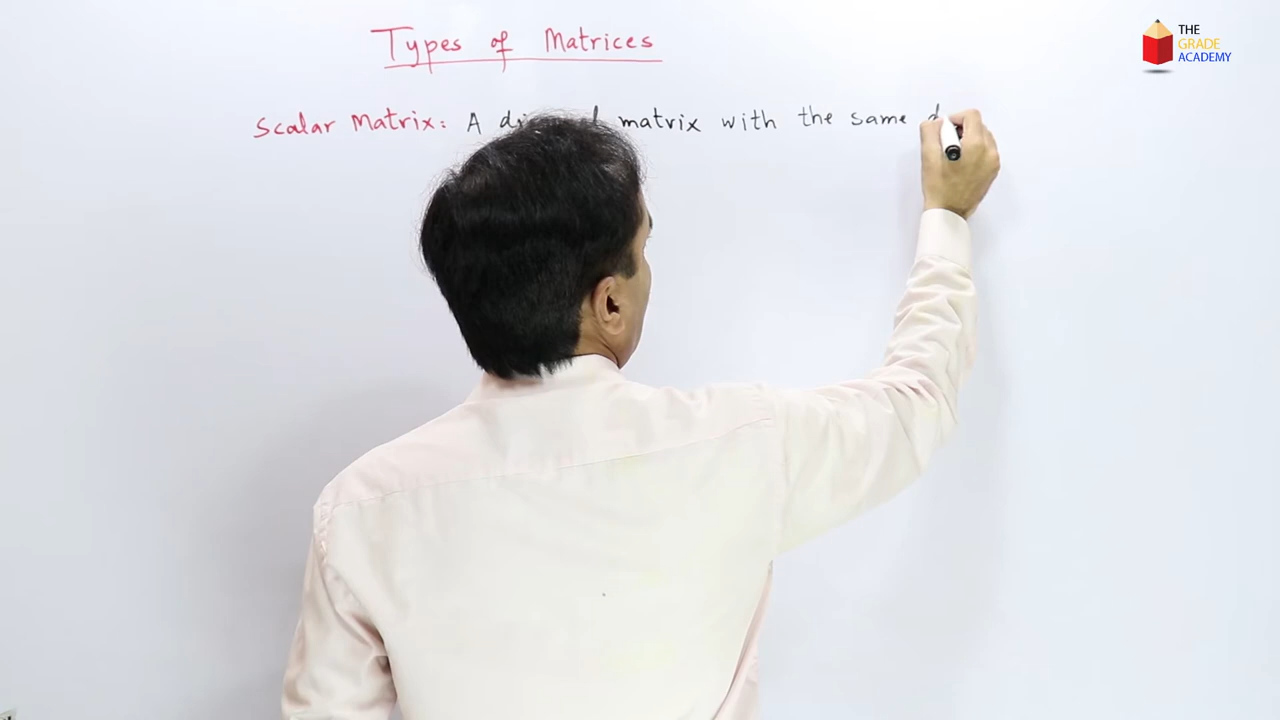 Types of Matrices
THE
GRADE
ACADEMY
Scalar Matrix: A matrix with the same